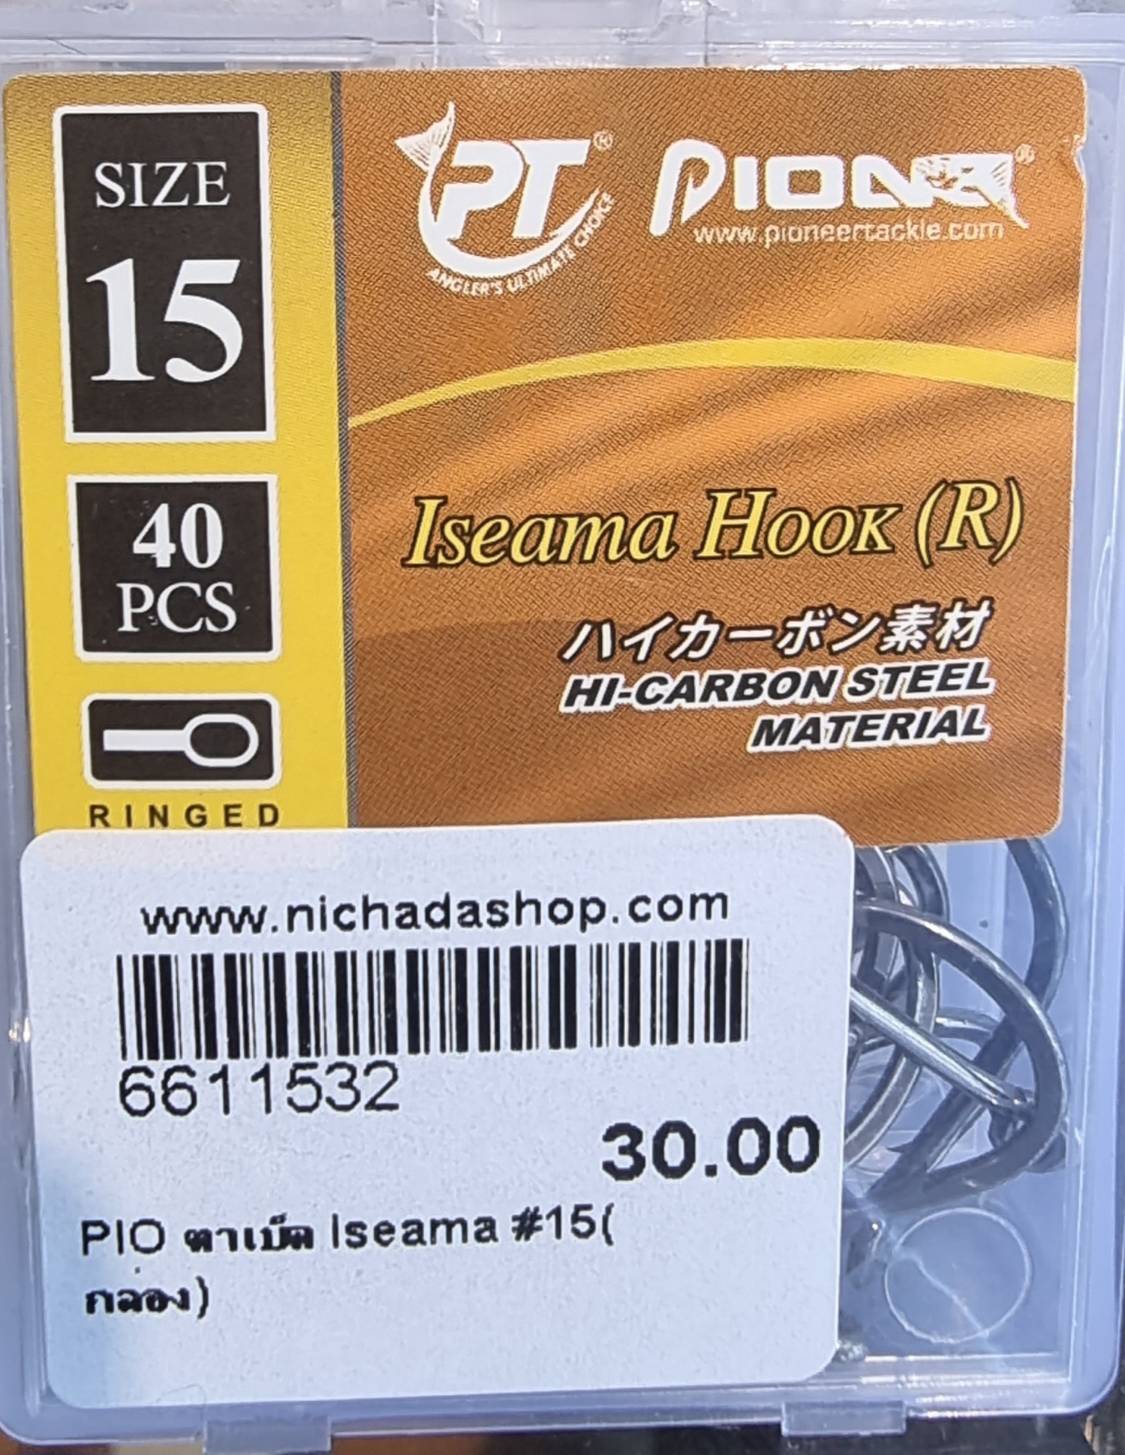 SIZE
15
40
PCS
RINGED
PT®
ANGLER'S ULTIMATE CHOICE
PIONEER®
www.pioneertackle.com
Iseama Hook (R)
ハイカーボン素材
HI-CARBON STEEL
MATERIAL
www.nichadashop.com
6611532
30.00
PIO ตาเบ็ด Iseama #15(
กล่อง)